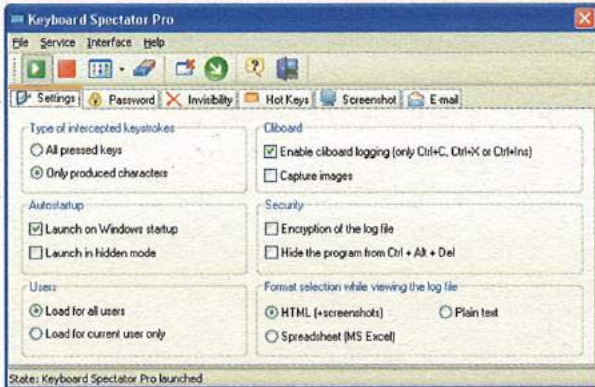 Keyboard Spectator Pro
File Service Interface Help
Settings Password Invisibility Hot Keys Screenshot E-mail
Type of intercepted keystrokes
All pressed keys
Only produced characters
Cliboard
Enable cliboard logging (only Ctrl+C, Ctrl+X or Ctrl+Ins)
Capture images
Autostartup
Launch on Windows startup
Launch in hidden mode
Security
Encryption of the log file
Hide the program from Ctrl + Alt + Del
Users
Load for all users
Load for current user only
Format selection while viewing the log file
HTML (+screenshots) Plain text
Spreadsheet (MS Excel)
State: Keyboard Spectator Pro launched